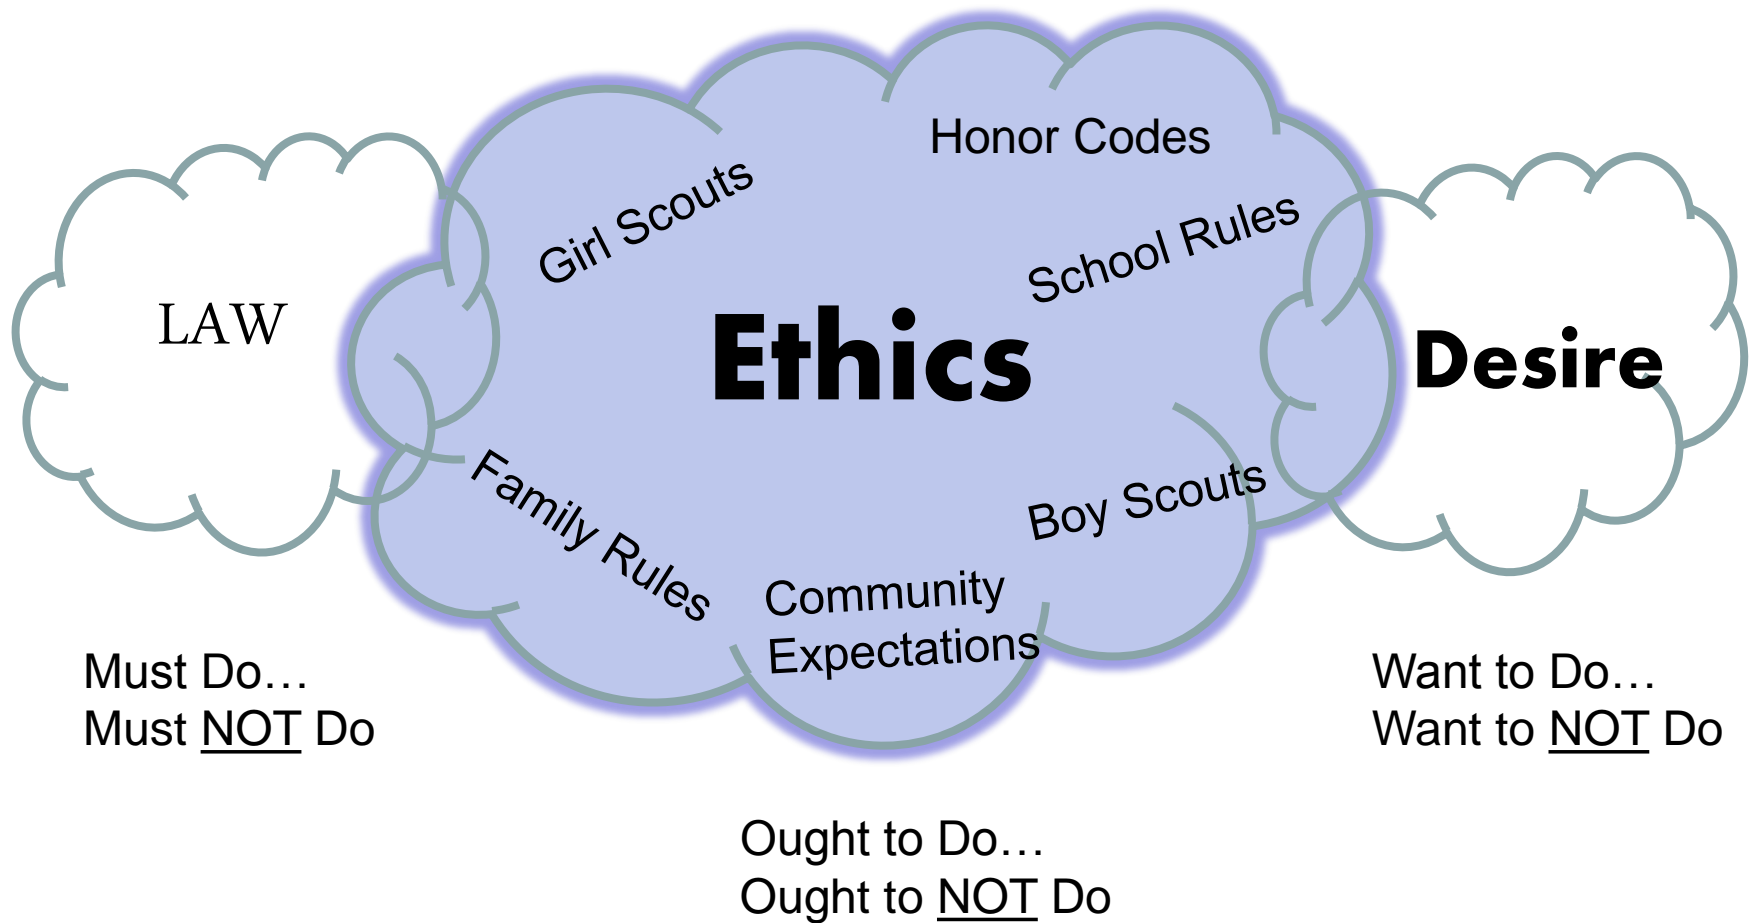 Honor Codes
Girl Scouts
School Rules
LAW
Ethics
Desire
Family Rules
Boy Scouts
Community
Expectations
Must Do…
Must NOT Do
Want to Do…
Want to NOT Do
Ought to Do…
Ought to NOT Do